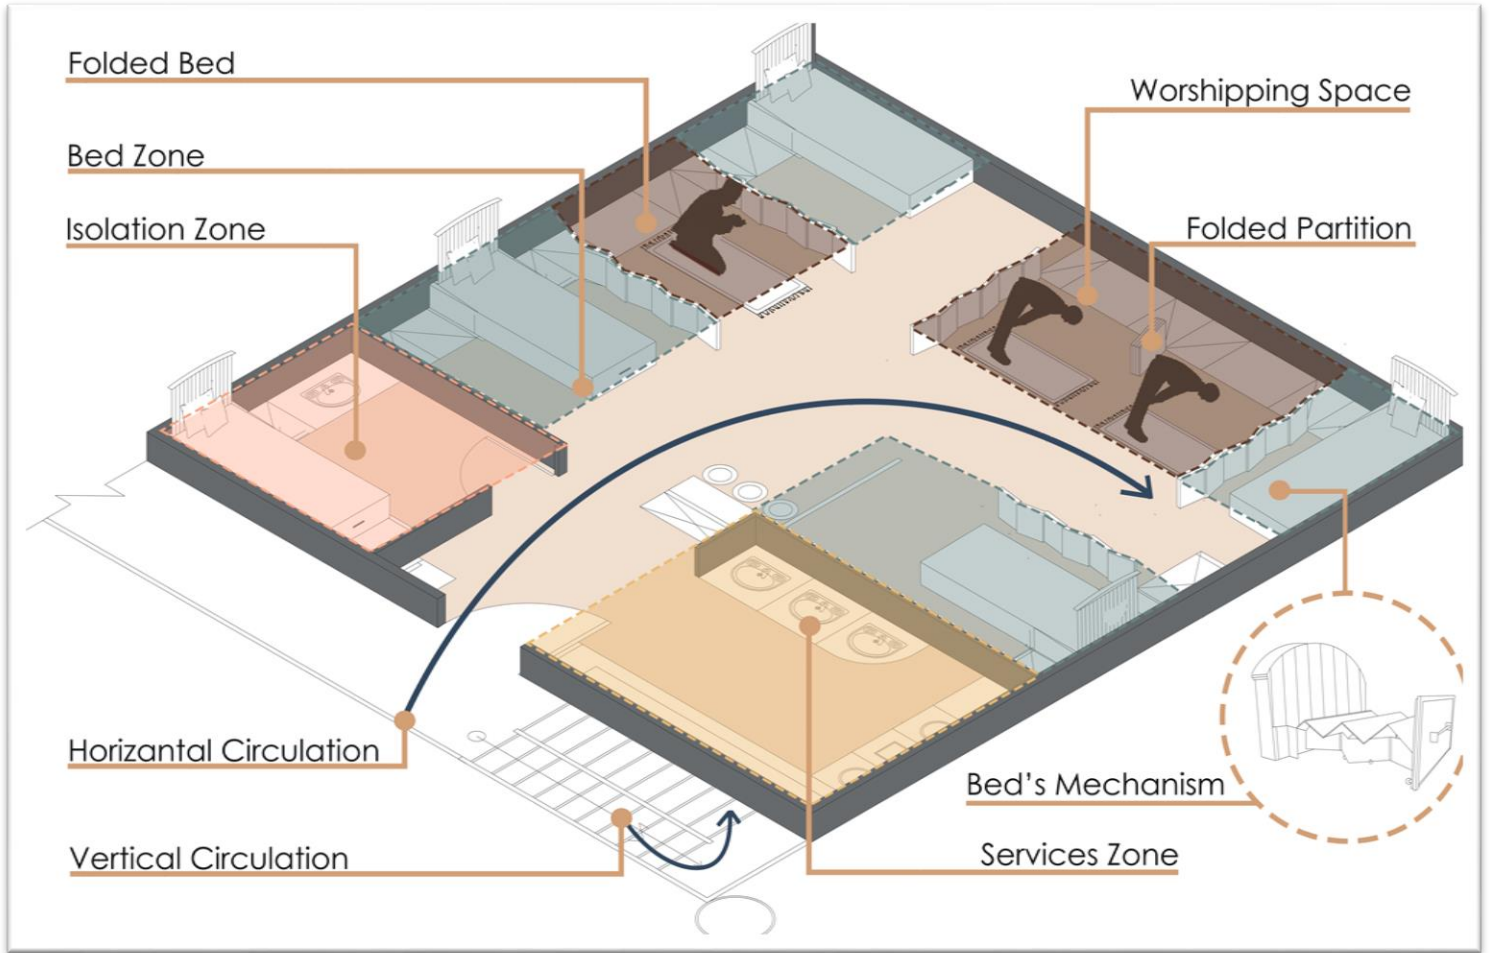 Folded Bed
Worshipping Space
Bed Zone
Isolation Zone
Folded Partition
Horizantal Circulation
Bed's Mechanism
Vertical Circulation
Services Zone